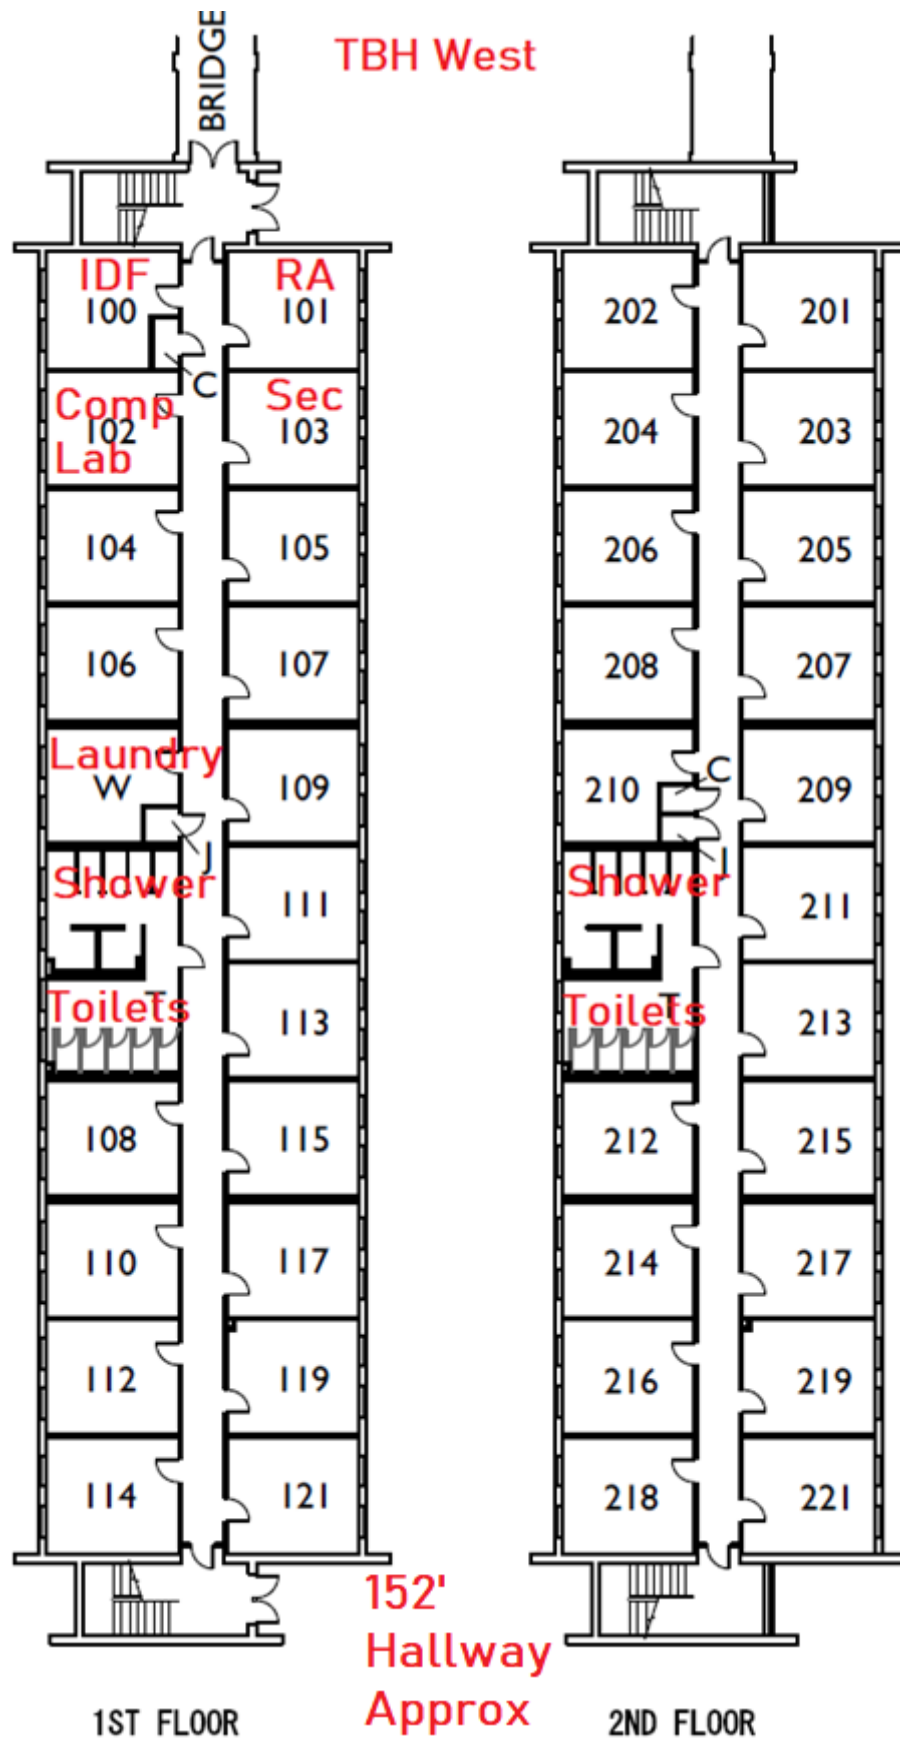 TBH West
BRIDGE
IDF
100
RA
101
C
Comp
102
Lab
Sec
103
104
105
106
107
Laundry
W
109
J
Shower
111
T
Toilets
113
108
115
110
117
112
119
114
121
1ST FLOOR
202
201
204
203
206
205
208
207
210
C
209
J
Shower
211
T
Toilets
213
212
215
214
217
216
219
218
221
152'
Hallway
Approx
2ND FLOOR